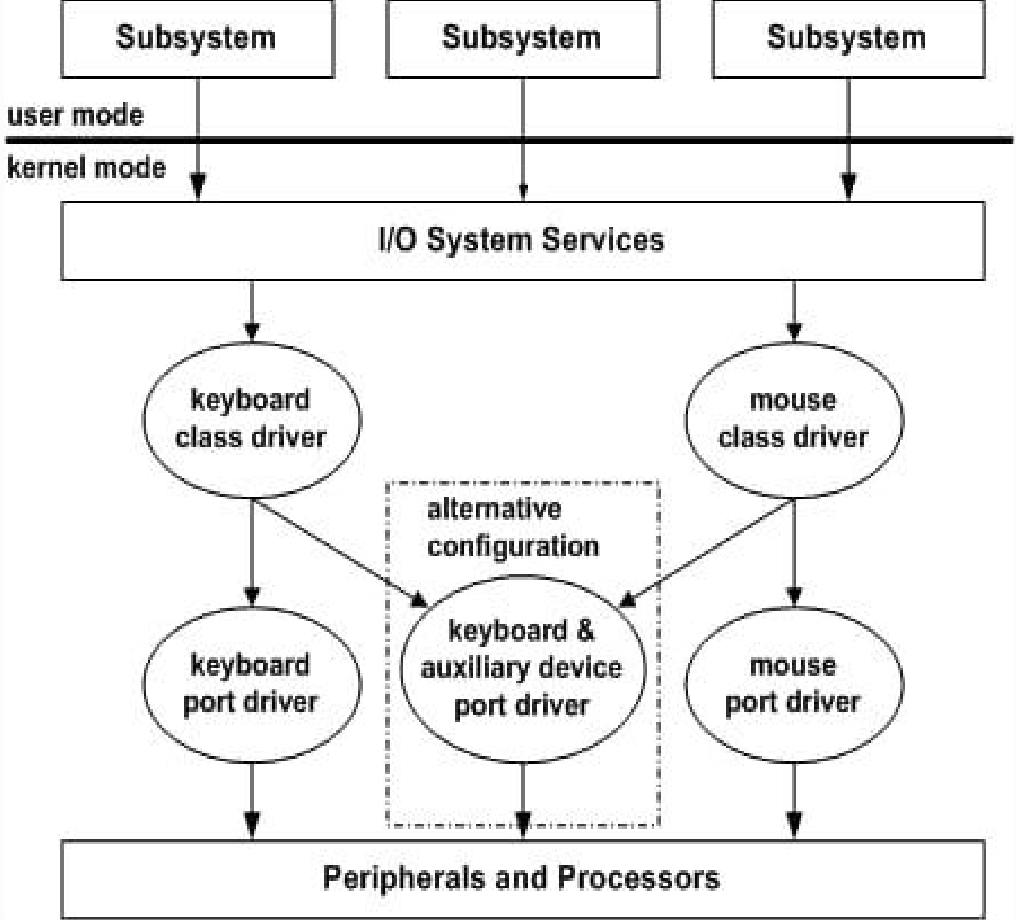 Subsystem
Subsystem
Subsystem
user mode
kernel mode
I/O System Services
keyboard
class driver
mouse
class driver
alternative
configuration
keyboard
port driver
keyboard &
auxiliary device
port driver
mouse
port driver
Peripherals and Processors